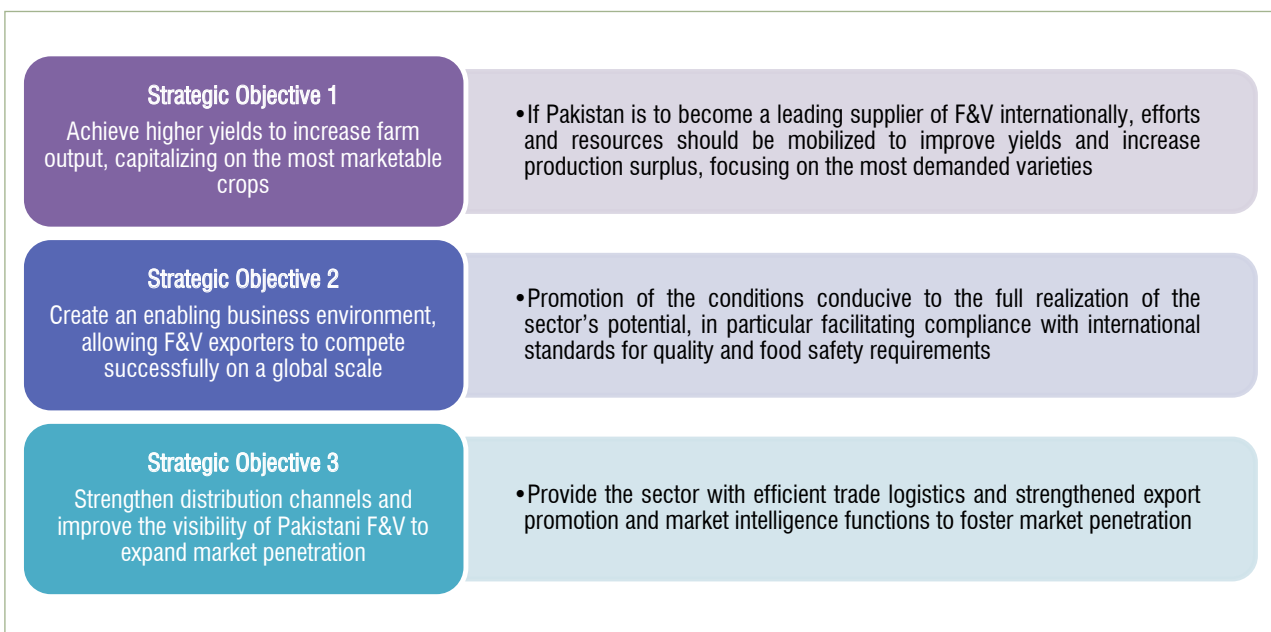 Strategic Objective 1
Achieve higher yields to increase farm
output, capitalizing on the most marketable
crops
•If Pakistan is to become a leading supplier of F&V internationally, efforts
and resources should be mobilized to improve yields and increase
production surplus, focusing on the most demanded varieties
Strategic Objective 2
Create an enabling business environment,
allowing F&V exporters to compete
successfully on a global scale
•Promotion of the conditions conducive to the full realization of the
sector’s potential, in particular facilitating compliance with international
standards for quality and food safety requirements
Strategic Objective 3
Strengthen distribution channels and
improve the visibility of Pakistani F&V to
expand market penetration
•Provide the sector with efficient trade logistics and strengthened export
promotion and market intelligence functions to foster market penetration